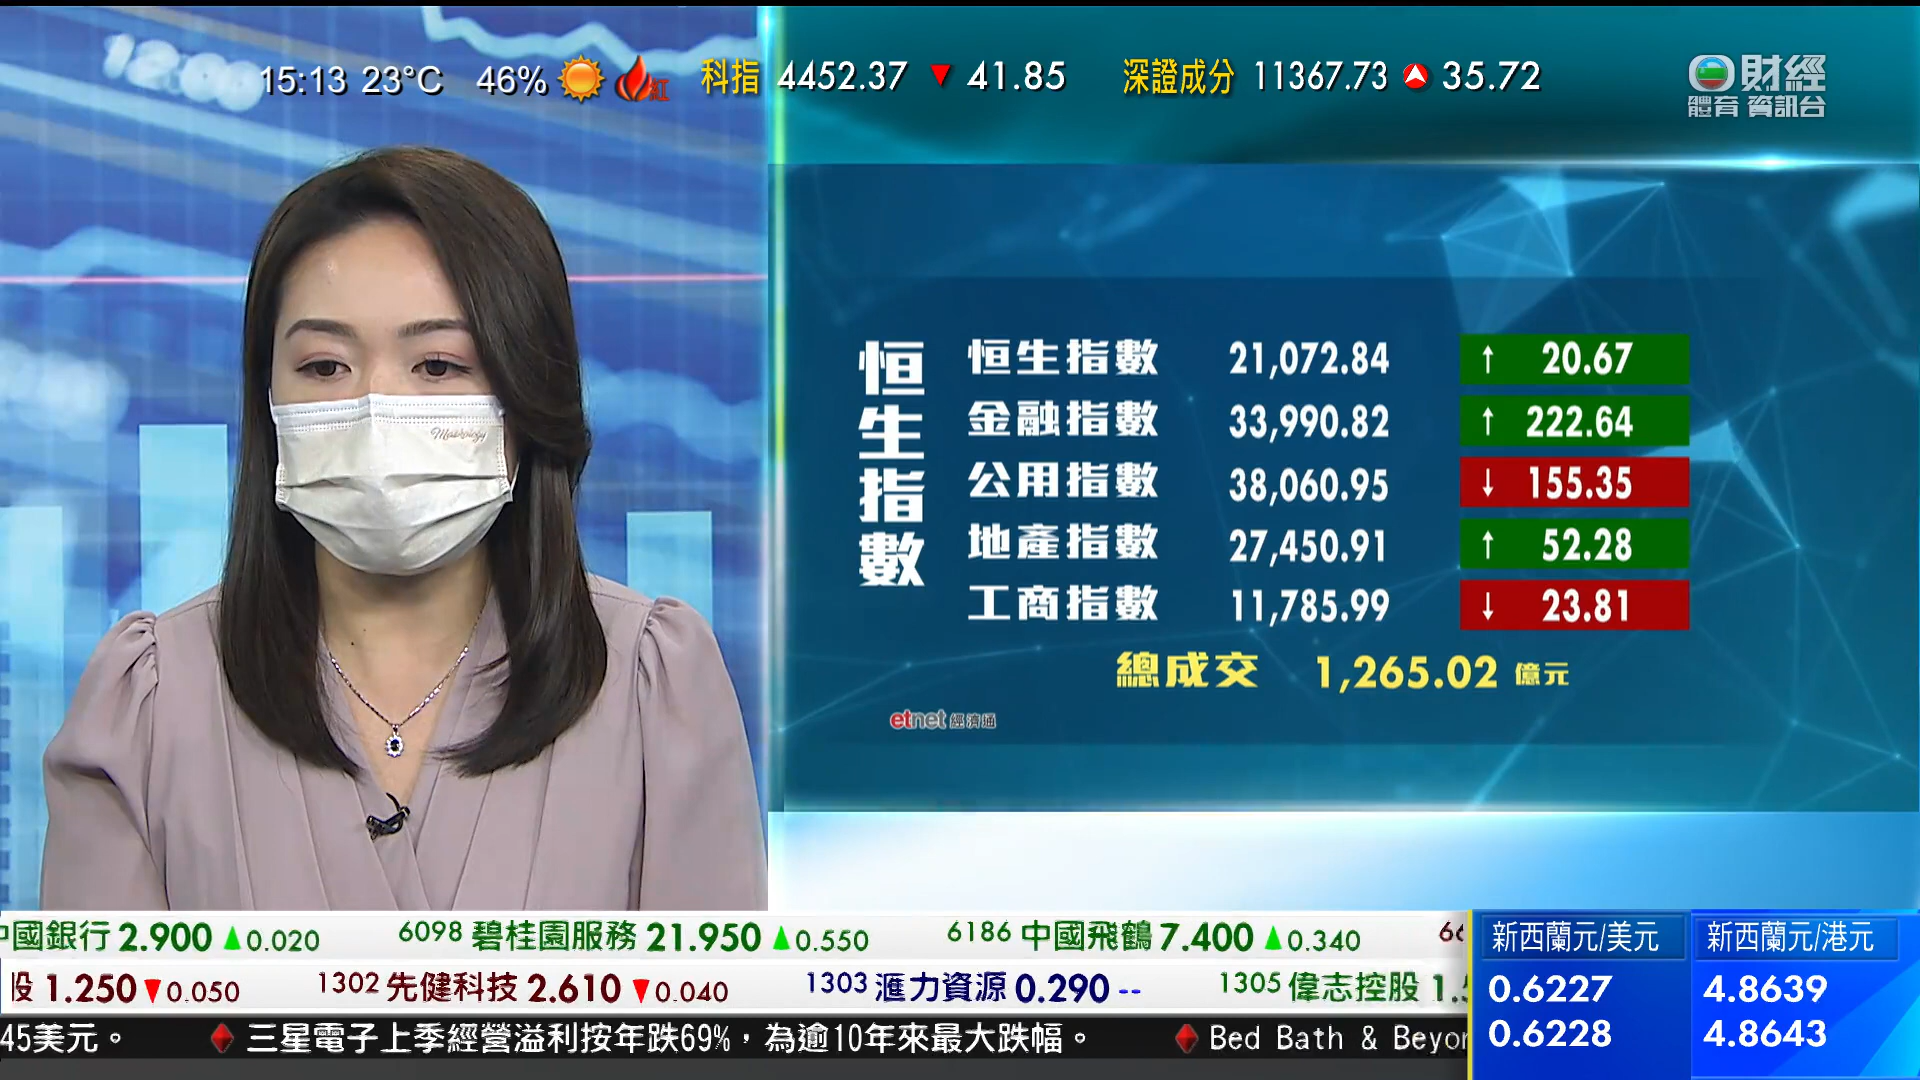 15:13 23°C 46% 紅 科指 4452.37 ▼ 41.85 深證成分 11367.73 ▲ 35.72
財經
體育 資訊台
恒生指數
恒生指數 21,072.84 ↑ 20.67
金融指數 33,990.82 ↑ 222.64
公用指數 38,060.95 ↓ 155.35
地產指數 27,450.91 ↑ 52.28
工商指數 11,785.99 ↓ 23.81
總成交 1,265.02 億元
etnet 經濟通
國銀行 2.900 ▲ 0.020 6098 碧桂園服務 21.950 ▲ 0.550 6186 中國飛鶴 7.400 ▲ 0.340
股 1.250 ▼ 0.050 1302 先健科技 2.610 ▼ 0.040 1303 滙力資源 0.290 -- 1305 偉志控股
45美元。 三星電子上季經營溢利按年跌69%,為逾10年來最大跌幅。 Bed Bath & Beyon
新西蘭元/美元
0.6227
0.6228
新西蘭元/港元
4.8639
4.8643